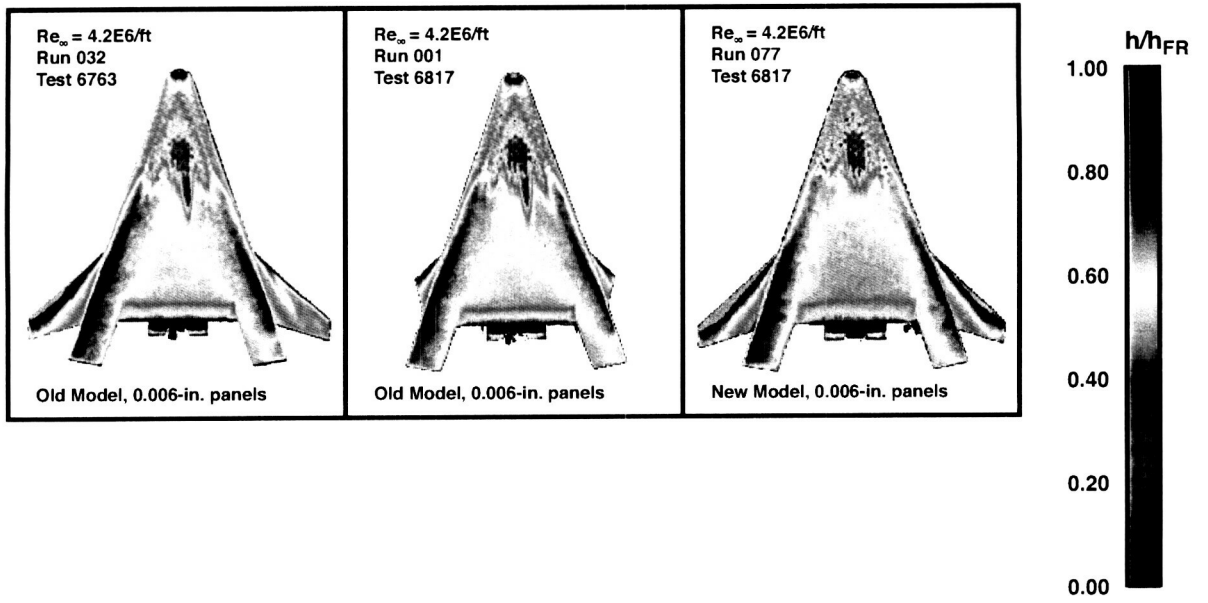 Re∞ = 4.2E6/ft
Run 032
Test 6763
Old Model, 0.006-in. panels
Re∞ = 4.2E6/ft
Run 001
Test 6817
Old Model, 0.006-in. panels
Re∞ = 4.2E6/ft
Run 077
Test 6817
New Model, 0.006-in. panels
h/hFR
1.00
0.80
0.60
0.40
0.20
0.00